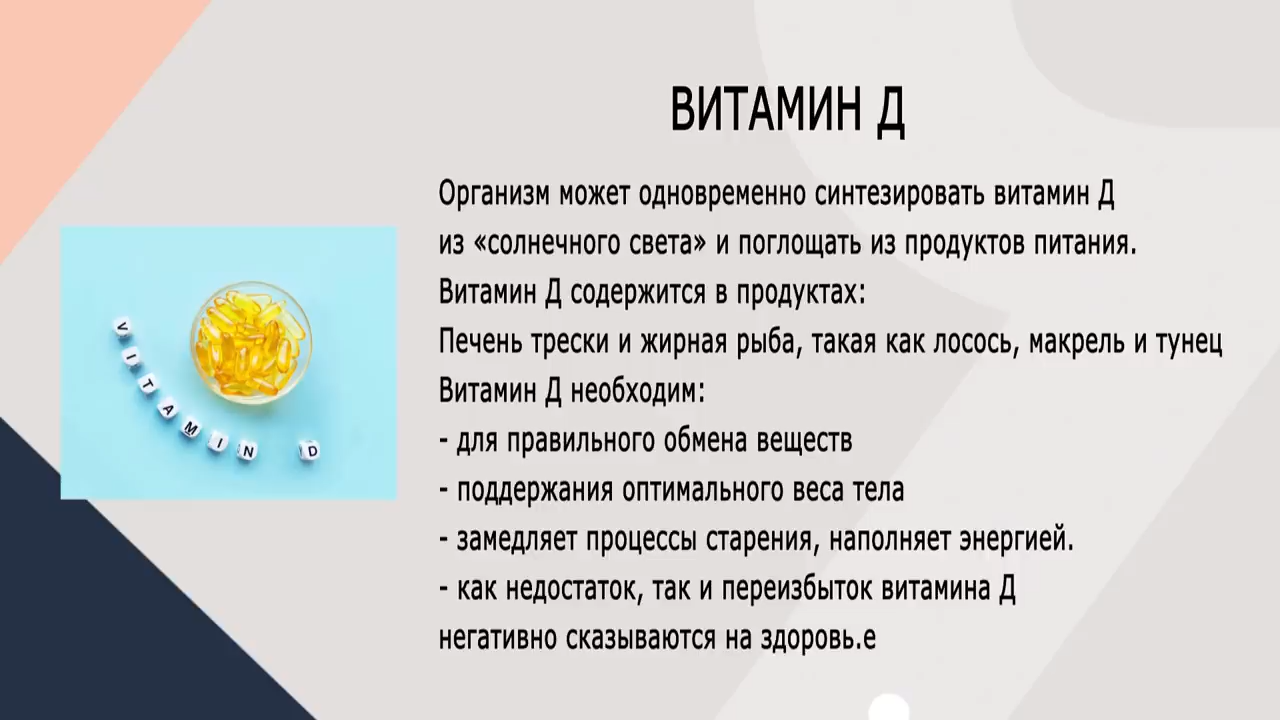 ВИТАМИН Д
Организм может одновременно синтезировать витамин Д
из «солнечного света» и поглощать из продуктов питания.
Витамин Д содержится в продуктах:
Печень трески и жирная рыба, такая как лосось, макрель и тунец
Витамин Д необходим:
- для правильного обмена веществ
- поддержания оптимального веса тела
- замедляет процессы старения, наполняет энергией.
- как недостаток, так и переизбыток витамина Д
негативно сказываются на здоровь.е
VITAMIN D